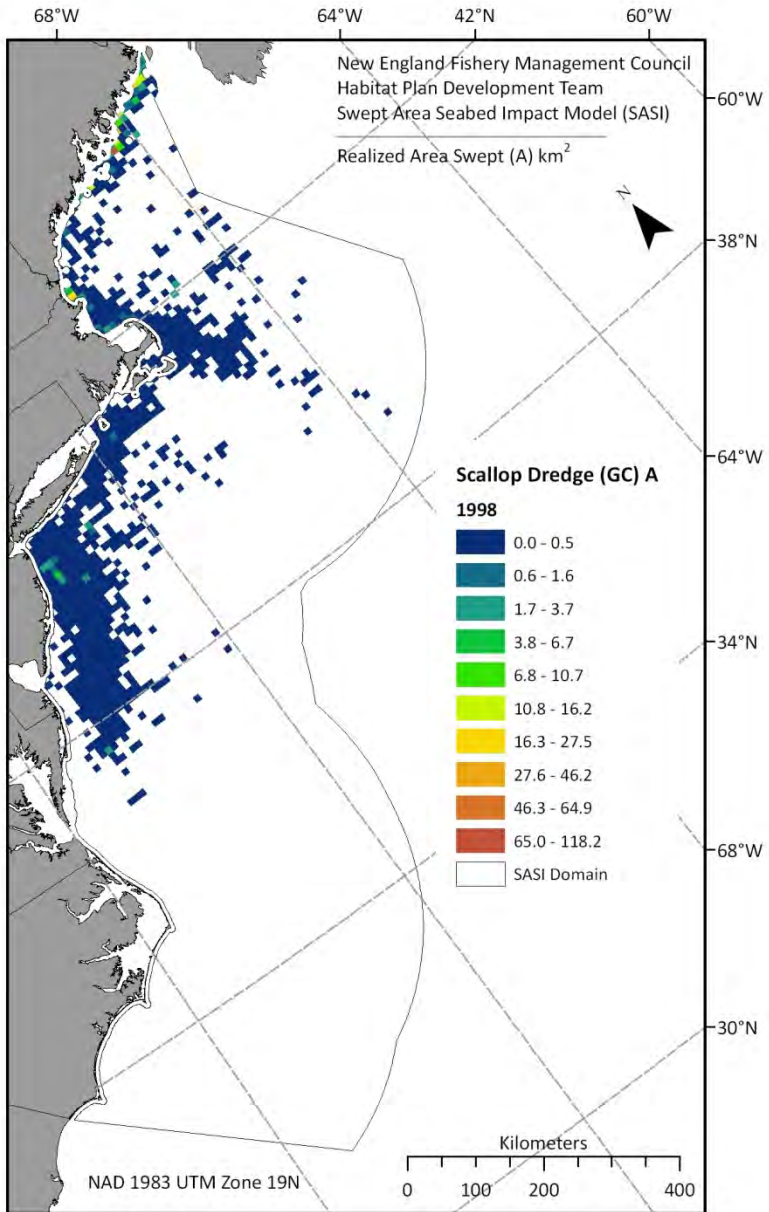 68°W 64°W 42°N 60°W
New England Fishery Management Council
Habitat Plan Development Team
Swept Area Seabed Impact Model (SASI)
Realized Area Swept (A) km²
60°W
N
38°N
64°W
Scallop Dredge (GC) A
1998
0.0 - 0.5
0.6 - 1.6
1.7 - 3.7
3.8 - 6.7
6.8 - 10.7
10.8 - 16.2
16.3 - 27.5
27.6 - 46.2
46.3 - 64.9
65.0 - 118.2
SASI Domain
34°N
68°W
30°N
Kilometers
0 100 200 300 400
NAD 1983 UTM Zone 19N